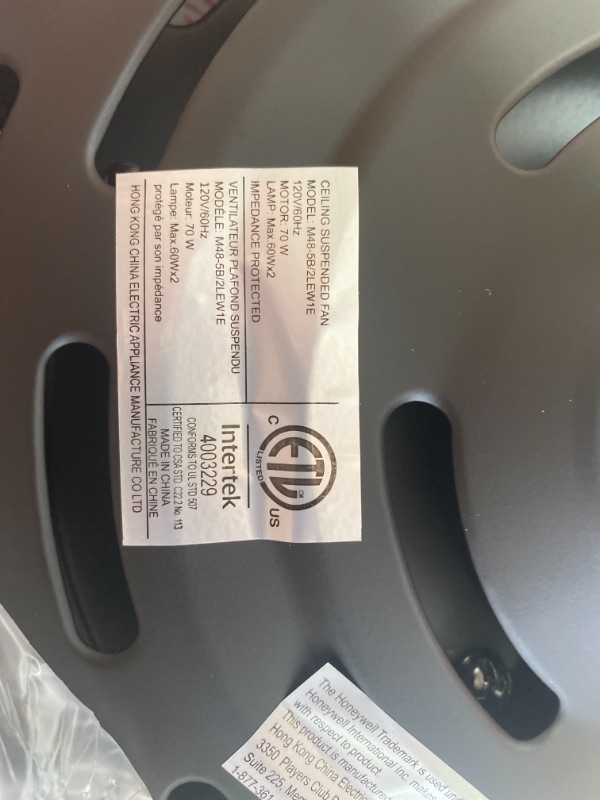 CEILING SUSPENDED FAN
MODEL: M48-5B/2LEW1E
120V/60Hz
MOTOR: 70 W
LAMP: Max.60Wx2
IMPEDANCE PROTECTED
VENTILATEUR PLAFOND SUSPENDU
MODÈLE: M48-5B/2LEW1E
120V/60Hz
Moteur: 70 W
Lampe: Max.60Wx2
protégé par son impédance
HONG KONG CHINA ELECTRIC APPLIANCE MANUFACTURE CO LTD
ETL CM
LISTED
C US
Intertek
4003229
CONFORMS TO UL STD 507
CERTIFIED TO CSA STD. C22.2 No. 113
MADE IN CHINA
FABRIQUÉ EN CHINE
The Honeywell Trademark is used
Honeywell International Inc. makes
with respect to product.
This product is manufactured
Hong Kong China Electric
3350 Players Club
Suite 225,
1-877-361